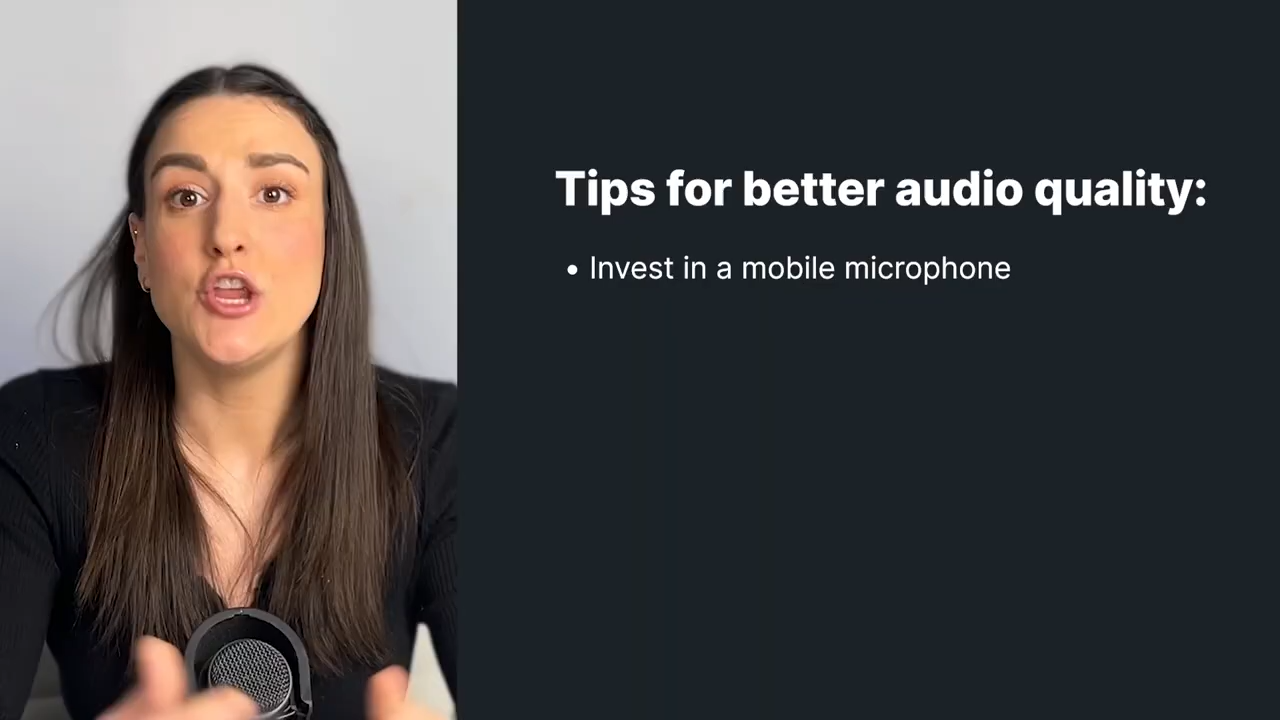 Tips for better audio quality:
• Invest in a mobile microphone